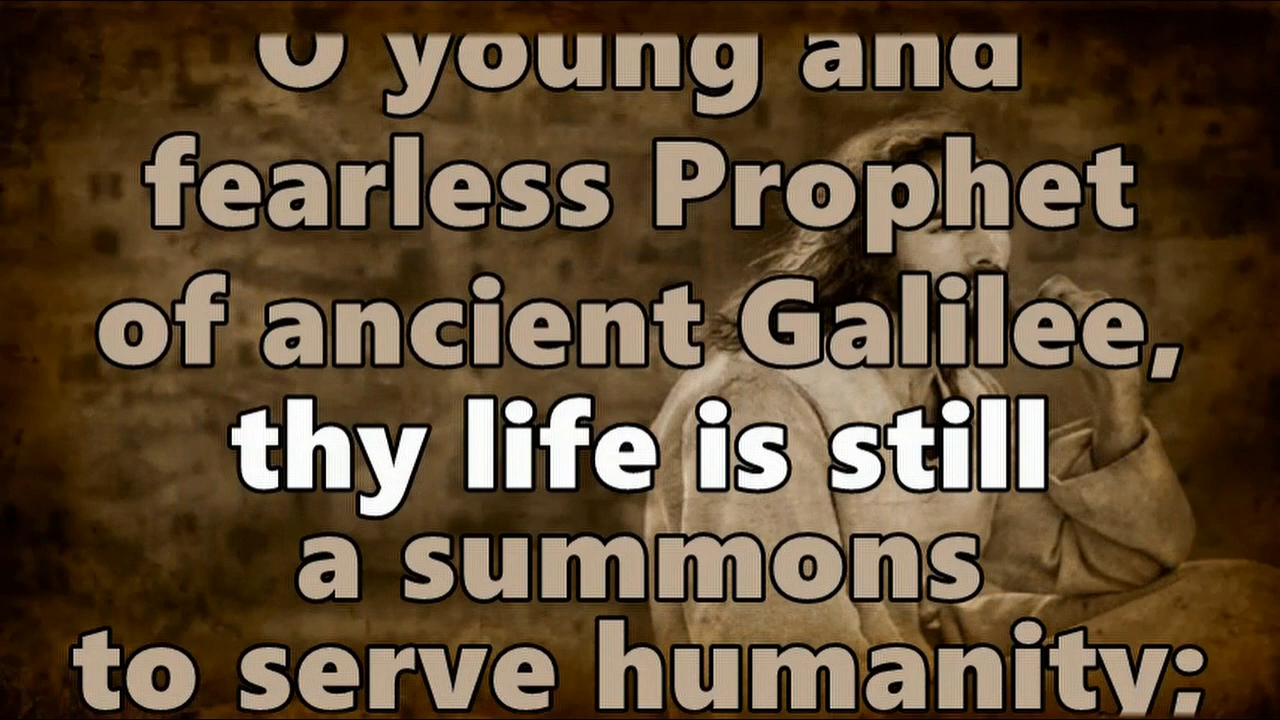 O young and
fearless Prophet
of ancient Galilee,
thy life is still
a summons
to serve humanity;